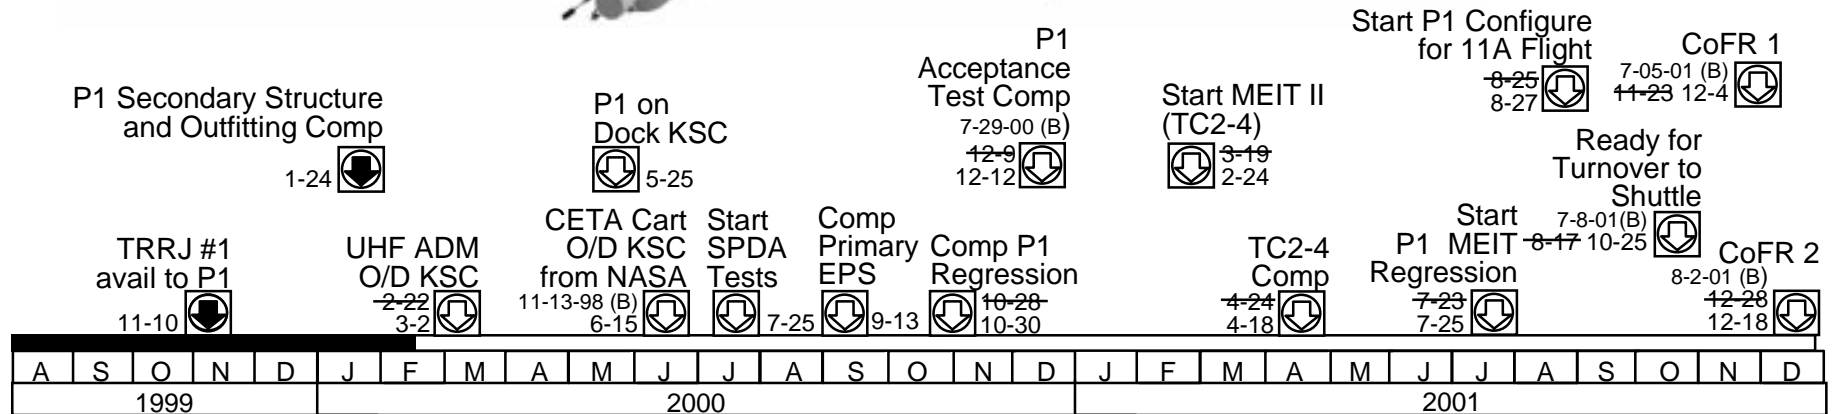 P1 Secondary Structure
and Outfitting Comp
1-24
TRRJ #1
avail to P1
11-10
UHF ADM
O/D KSC
2-22
3-2
P1 on
Dock KSC
5-25
CETA Cart
O/D KSC
from NASA
11-13-98 (B)
6-15
Start
SPDA
Tests
7-25
Comp
Primary
EPS
9-13
P1
Acceptance
Test Comp
7-29-00 (B)
12-9
12-12
Comp P1
Regression
10-28
10-30
Start MEIT II
(TC2-4)
3-19
2-24
TC2-4
Comp
4-24
4-18
Start P1 Configure
for 11A Flight
8-25
8-27
Start
P1 MEIT
Regression
7-23
7-25
CoFR 1
7-05-01 (B)
11-23 12-4
Ready for
Turnover to
Shuttle
7-8-01(B)
8-17 10-25
CoFR 2
8-2-01 (B)
12-28
12-18
A S O N D J F M A M J J A S O N D J F M A M J J A S O N D
1999 2000 2001